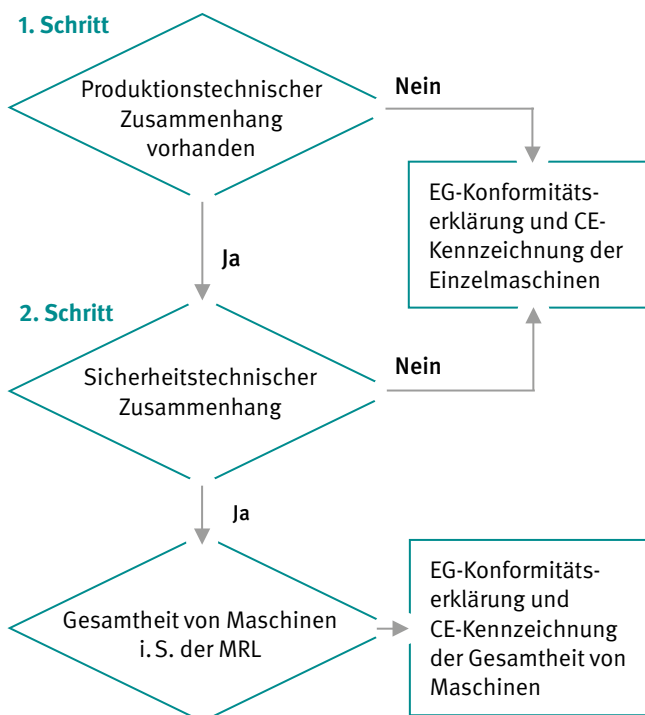 1. Schritt
Produktionstechnischer
Zusammenhang
vorhanden
Nein
EG-Konformitäts-
erklärung und CE-
Kennzeichnung der
Einzelmaschinen
Ja
2. Schritt
Sicherheitstechnischer
Zusammenhang
Nein
Ja
Gesamtheit von Maschinen
i. S. der MRL
EG-Konformitäts-
erklärung und
CE-Kennzeichnung
der Gesamtheit von
Maschinen